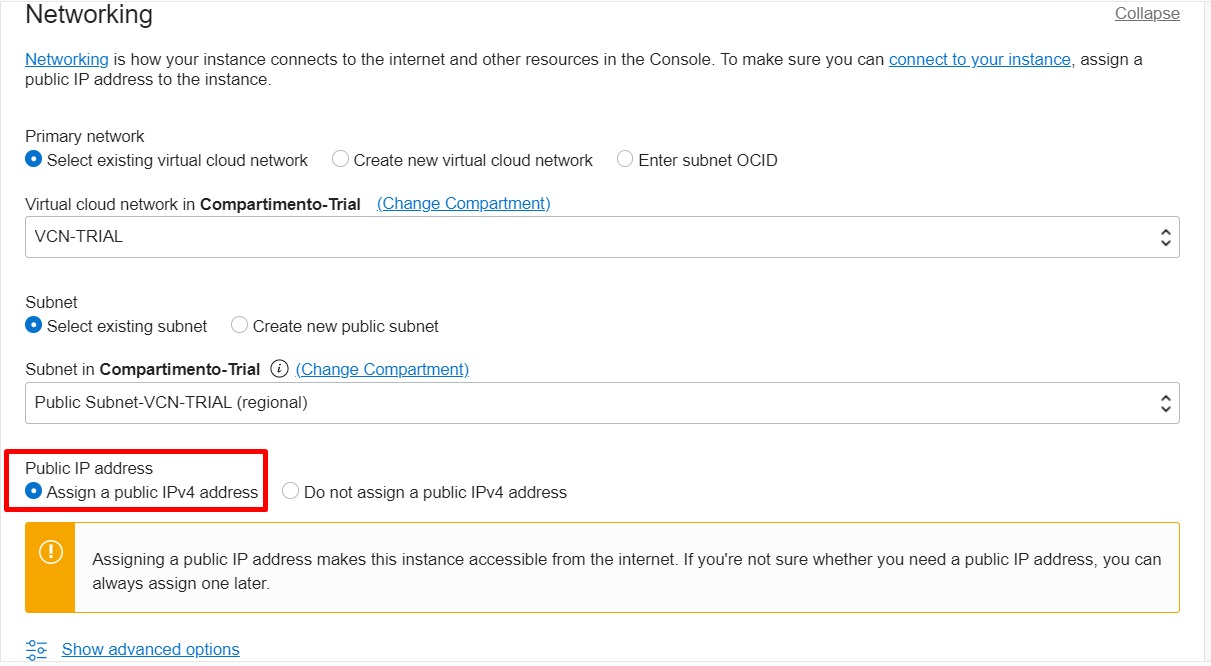 Networking
Collapse
Networking is how your instance connects to the internet and other resources in the Console. To make sure you can connect to your instance, assign a
public IP address to the instance.
Primary network
Select existing virtual cloud network Create new virtual cloud network Enter subnet OCID
Virtual cloud network in Compartimento-Trial (Change Compartment)
VCN-TRIAL
Subnet
Select existing subnet Create new public subnet
Subnet in Compartimento-Trial (Change Compartment)
Public Subnet-VCN-TRIAL (regional)
Public IP address
Assign a public IPv4 address Do not assign a public IPv4 address
Assigning a public IP address makes this instance accessible from the internet. If you're not sure whether you need a public IP address, you can
always assign one later.
Show advanced options